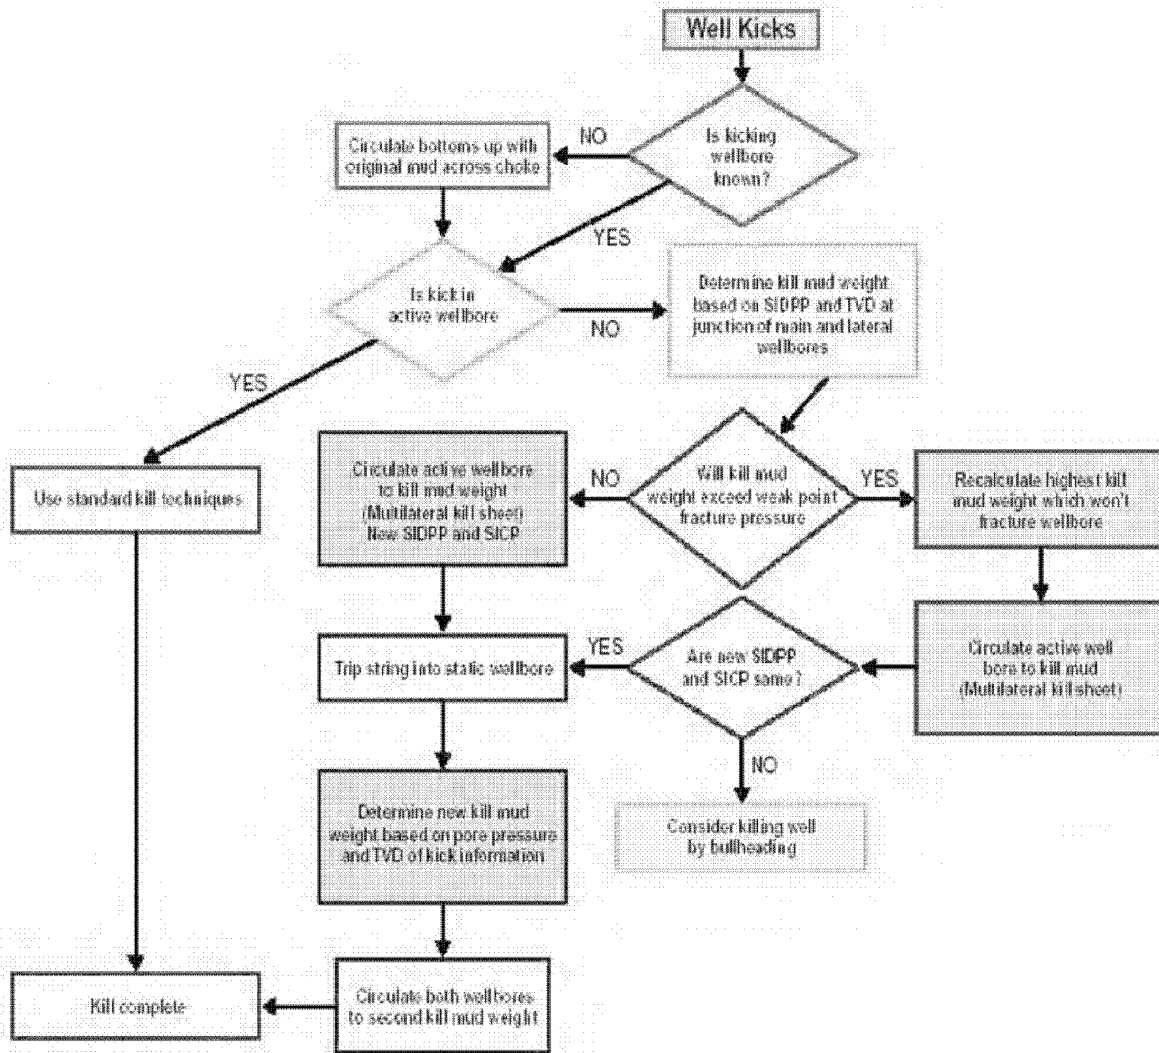 Well Kicks
Is kicking
wellbore
known?
NO
Circulate bottoms up with
original mud across choke
YES
Is kick in
active wellbore
NO
Determine kill mud weight
based on SIDPP and TVD at
junction of main and lateral
wellbores
YES
Use standard kill techniques
Will kill mud
weight exceed weak point
fracture pressure
NO
Circulate active wellbore
to kill mud weight
(Multilateral kill sheet)
New SIDPP and SICP
YES
Recalculate highest kill
mud weight which won't
fracture wellbore
Circulate active well
bore to kill mud
(Multilateral kill sheet)
Are new SIDPP
and SICP same?
YES
Trip string into static wellbore
NO
Consider killing well
by bullheading
Determine new kill mud
weight based on pore pressure
and TVD of kick information
Circulate both wellbores
to second kill mud weight
Kill complete